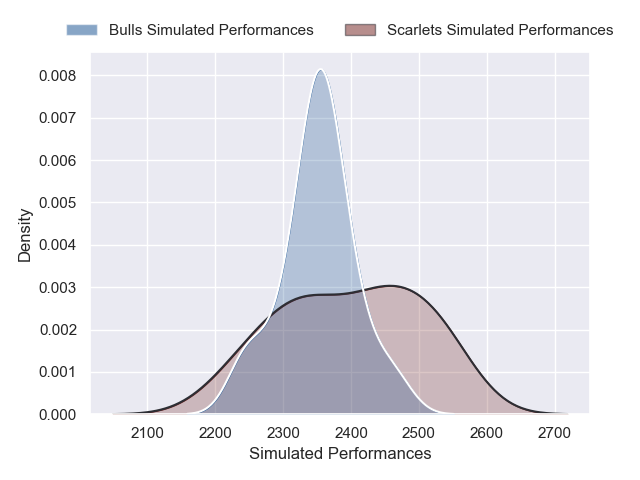 Bulls Simulated Performances Scarlets Simulated Performances
0.008
0.007
0.006
0.005
0.004
0.003
0.002
0.001
0.000
Density
2100 2200 2300 2400 2500 2600 2700
Simulated Performances